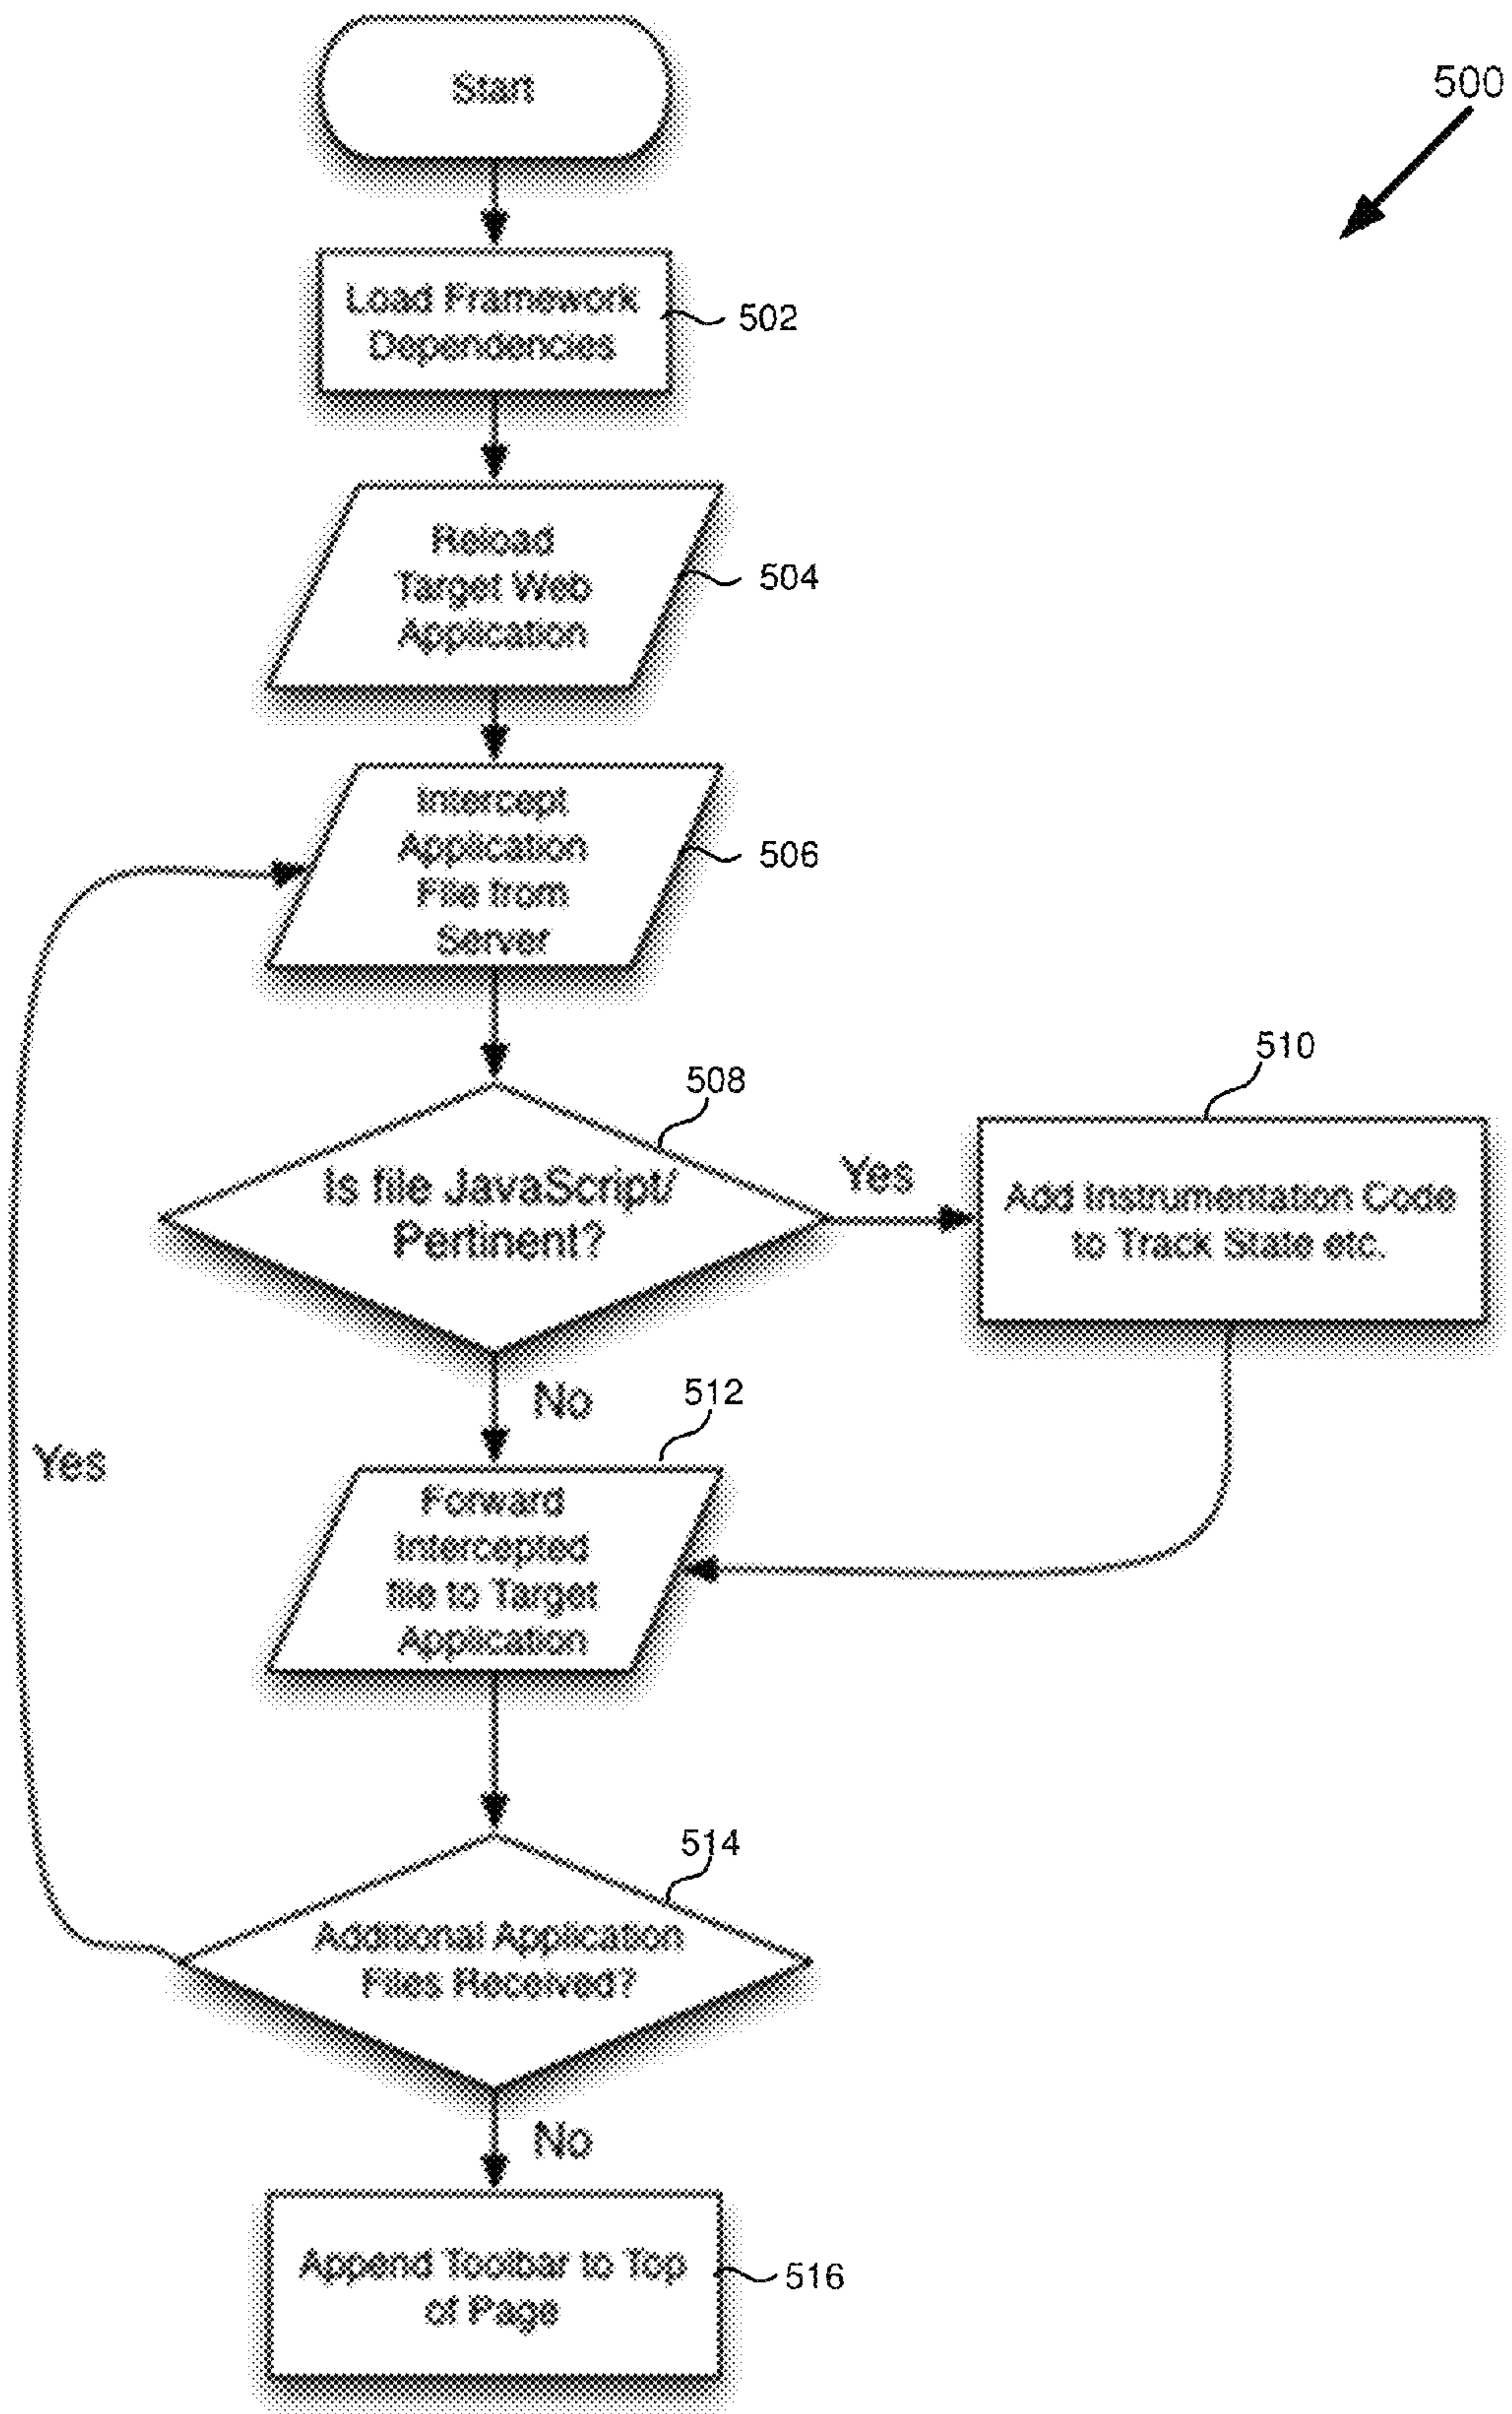 Start
500
Load Framework
Dependencies
502
Reload
Target Web
Application
504
Intercept
Application
File from
Server
506
508
Is file JavaScript/
Pertinent?
Yes
510
Add Instrumentation Code
to Track State etc.
No
512
Yes
Forward
Intercepted
file to Target
Application
514
Additional Application
Files Received?
No
Append Toolbar to Top
of Page
516